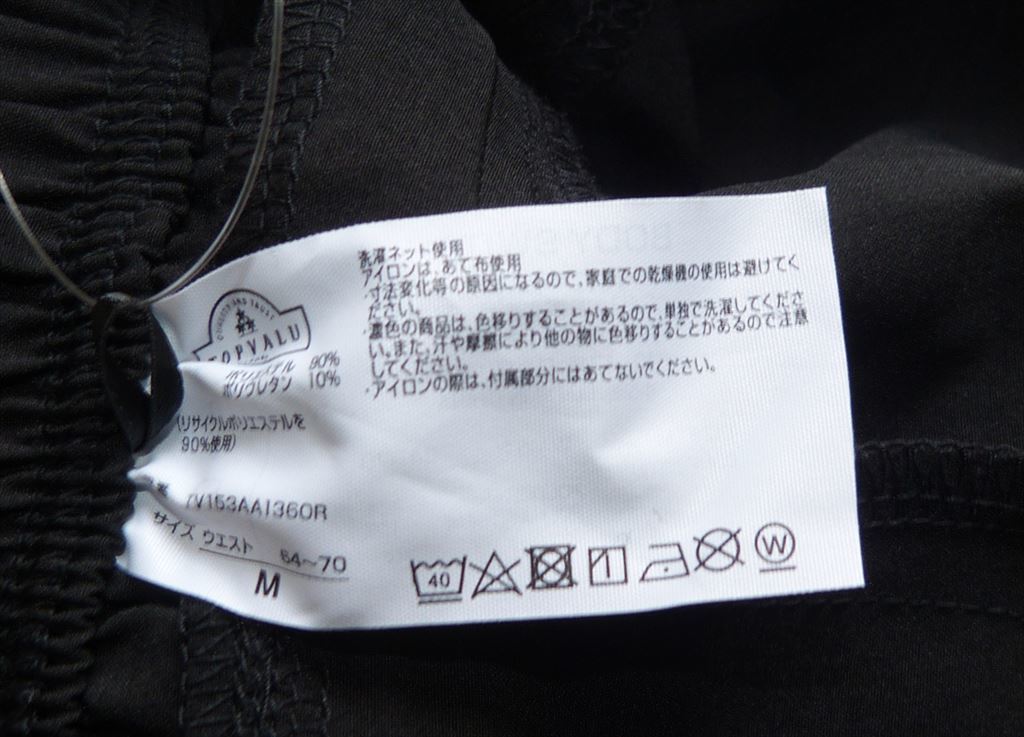 TOPVALU
ポリエステル 90%
ポリウレタン 10%
(リサイクルポリエステルを
90%使用)
7V153AA1360R
サイズ ウエスト 64～70
M
洗濯ネット使用
アイロンは、あて布使用
・寸法変化等の原因になるので、家庭での乾燥機の使用は避けてく
ださい。
・濃色の商品は、色移りすることがあるので、単独で洗濯してくださ
い。また、汗や摩擦により他の物に色移りすることがあるので注意
してください。
・アイロンの際は、付属部分にはあてないでください。
40
W